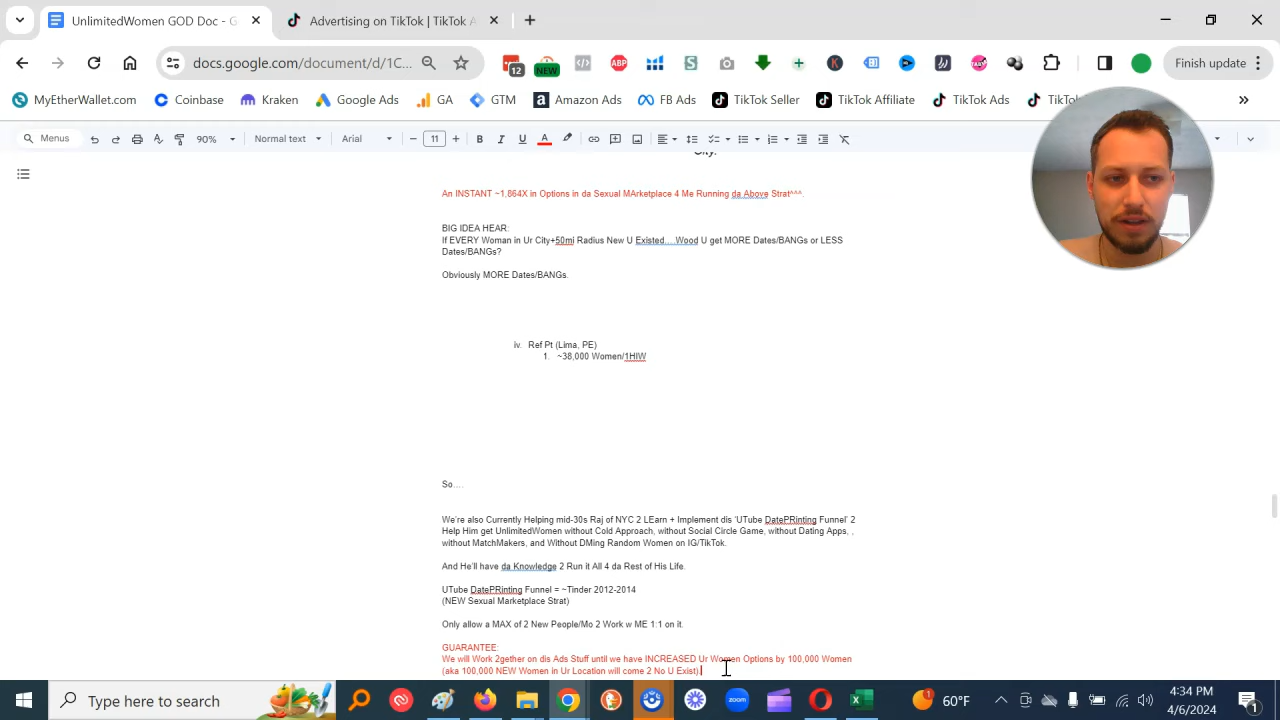 UnlimitedWomen GOD Doc - G
Advertising on TikTok | TikTok A
docs.google.com/document/d/1C...
12
NEW
ABP
Finish update
MyEtherWallet.com
Coinbase
Kraken
Google Ads
GA
GTM
Amazon Ads
FB Ads
TikTok Seller
TikTok Affiliate
TikTok Ads
Menus
90%
Normal text
Arial
11
City.
An INSTANT ~1,864X in Options in da Sexual MArketplace 4 Me Running da Above Strat^^^.
BIG IDEA HEAR:
If EVERY Woman in Ur City+50mi Radius New U Existed....Wood U get MORE Dates/BANGs or LESS
Dates/BANGs?
Obviously MORE Dates/BANGs.
iv. Ref Pt (Lima, PE)
1. ~38,000 Women/1HIW
So....
We're also Currently Helping mid-30s Raj of NYC 2 LEarn + Implement dis 'UTube DatePRinting Funnel' 2
Help Him get UnlimitedWomen without Cold Approach, without Social Circle Game, without Dating Apps, ,
without MatchMakers, and Without DMing Random Women on IG/TikTok.
And He'll have da Knowledge 2 Run it All 4 da Rest of His Life.
UTube DatePRinting Funnel = ~Tinder 2012-2014
(NEW Sexual Marketplace Strat)
Only allow a MAX of 2 New People/Mo 2 Work w ME 1:1 on it.
GUARANTEE:
We will Work 2gether on dis Ads Stuff until we have INCREASED Ur Women Options by 100,000 Women
(aka 100,000 NEW Women in Ur Location will come 2 No U Exist).
Type here to search
60°F
4:34 PM
4/6/2024